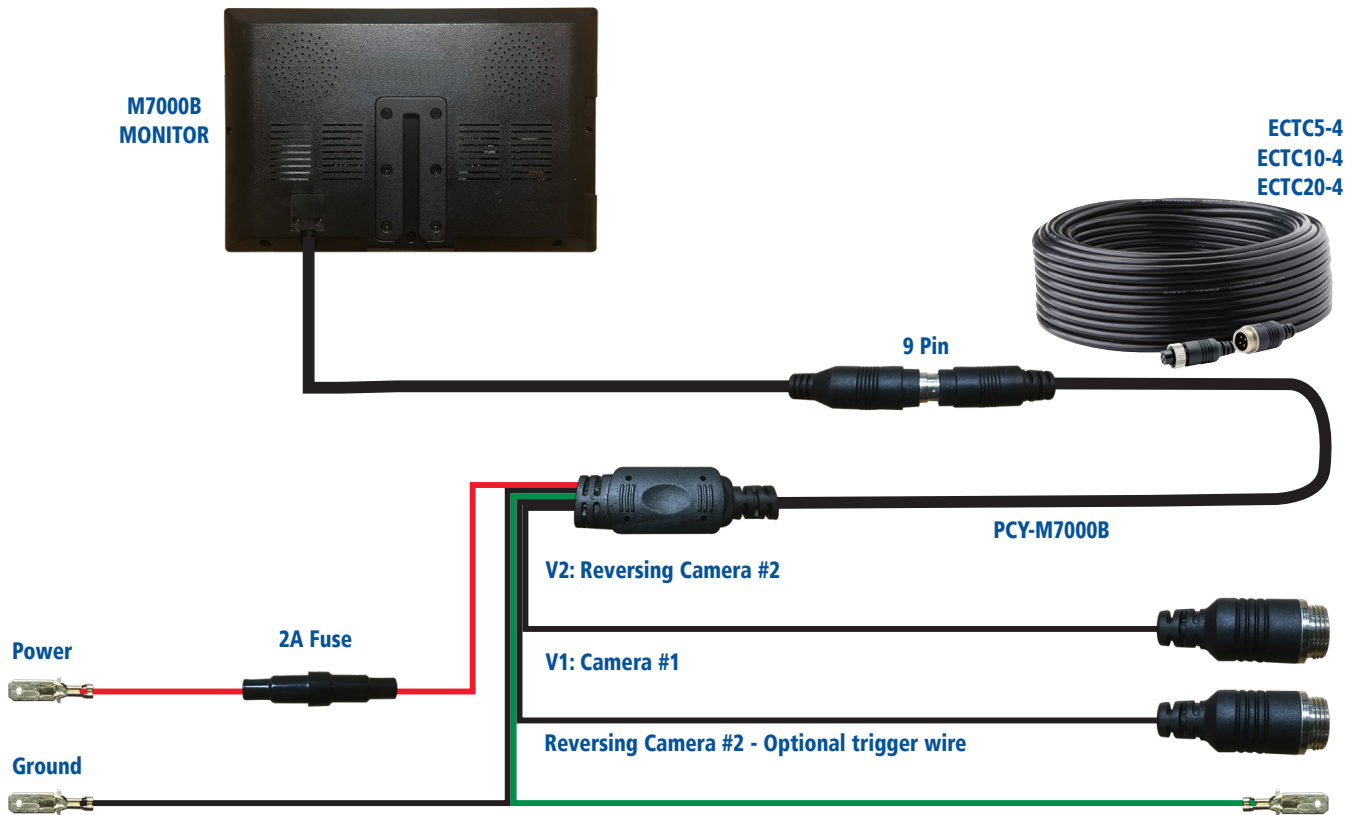 M7000B
MONITOR
ECTC5-4
ECTC10-4
ECTC20-4
9 Pin
PCY-M7000B
V2: Reversing Camera #2
2A Fuse
Power
V1: Camera #1
Reversing Camera #2 - Optional trigger wire
Ground